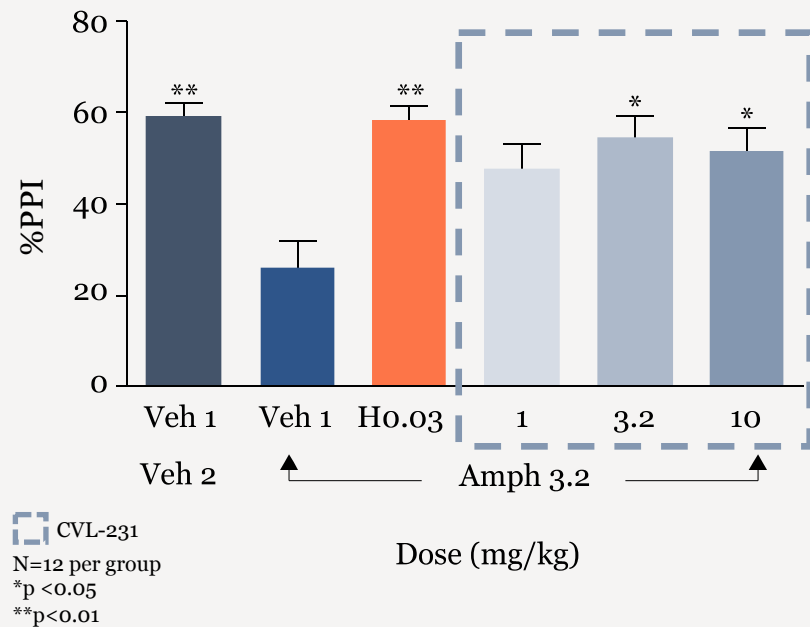 80
60
40
20
0
%PPI
** ** * *
Veh 1 Veh 1 H0.03 1 3.2 10
Veh 2 Amph 3.2
Dose (mg/kg)
CVL-231
N=12 per group
*p <0.05
**p<0.01